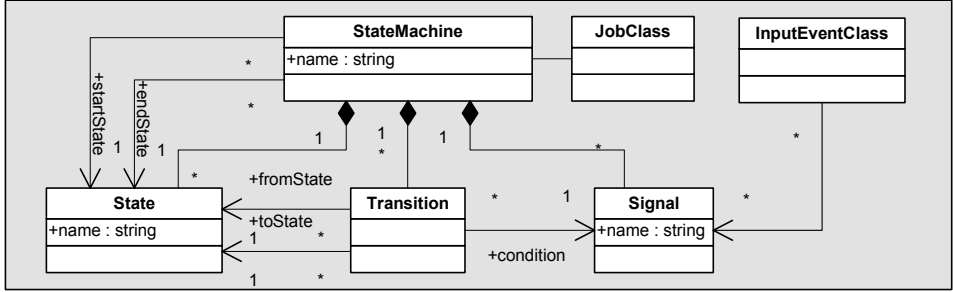 StateMachine
+name : string
JobClass
InputEventClass
+startState
+endState
*
*
1
1
1
*
1
*
1
*
*
*
+fromState
+toState
1
*
1
*
State
+name : string
Transition
*
1
+condition
Signal
+name : string
*